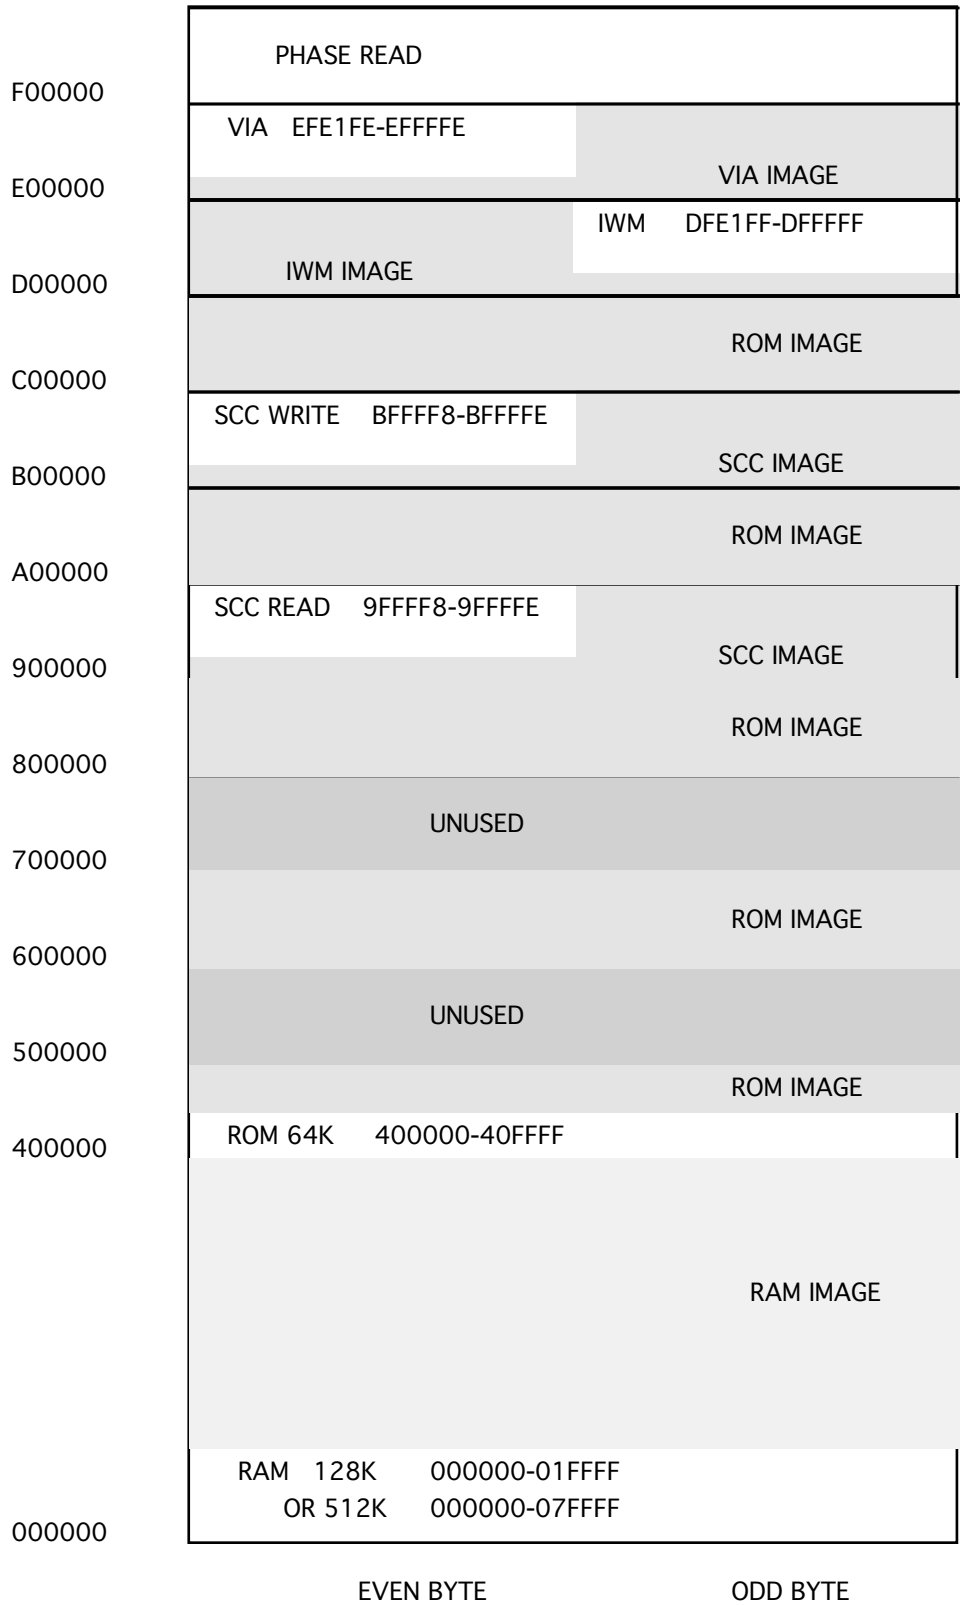 PHASE READ
F00000
VIA EFE1FE-EFFFFE
VIA IMAGE
E00000
IWM DFE1FF-DFFFFF
IWM IMAGE
D00000
ROM IMAGE
C00000
SCC WRITE BFFFF8-BFFFFE
SCC IMAGE
B00000
ROM IMAGE
A00000
SCC READ 9FFFF8-9FFFFE
SCC IMAGE
900000
ROM IMAGE
800000
UNUSED
700000
ROM IMAGE
600000
UNUSED
500000
ROM IMAGE
ROM 64K 400000-40FFFF
400000
RAM IMAGE
RAM 128K 000000-01FFFF
OR 512K 000000-07FFFF
000000
EVEN BYTE ODD BYTE